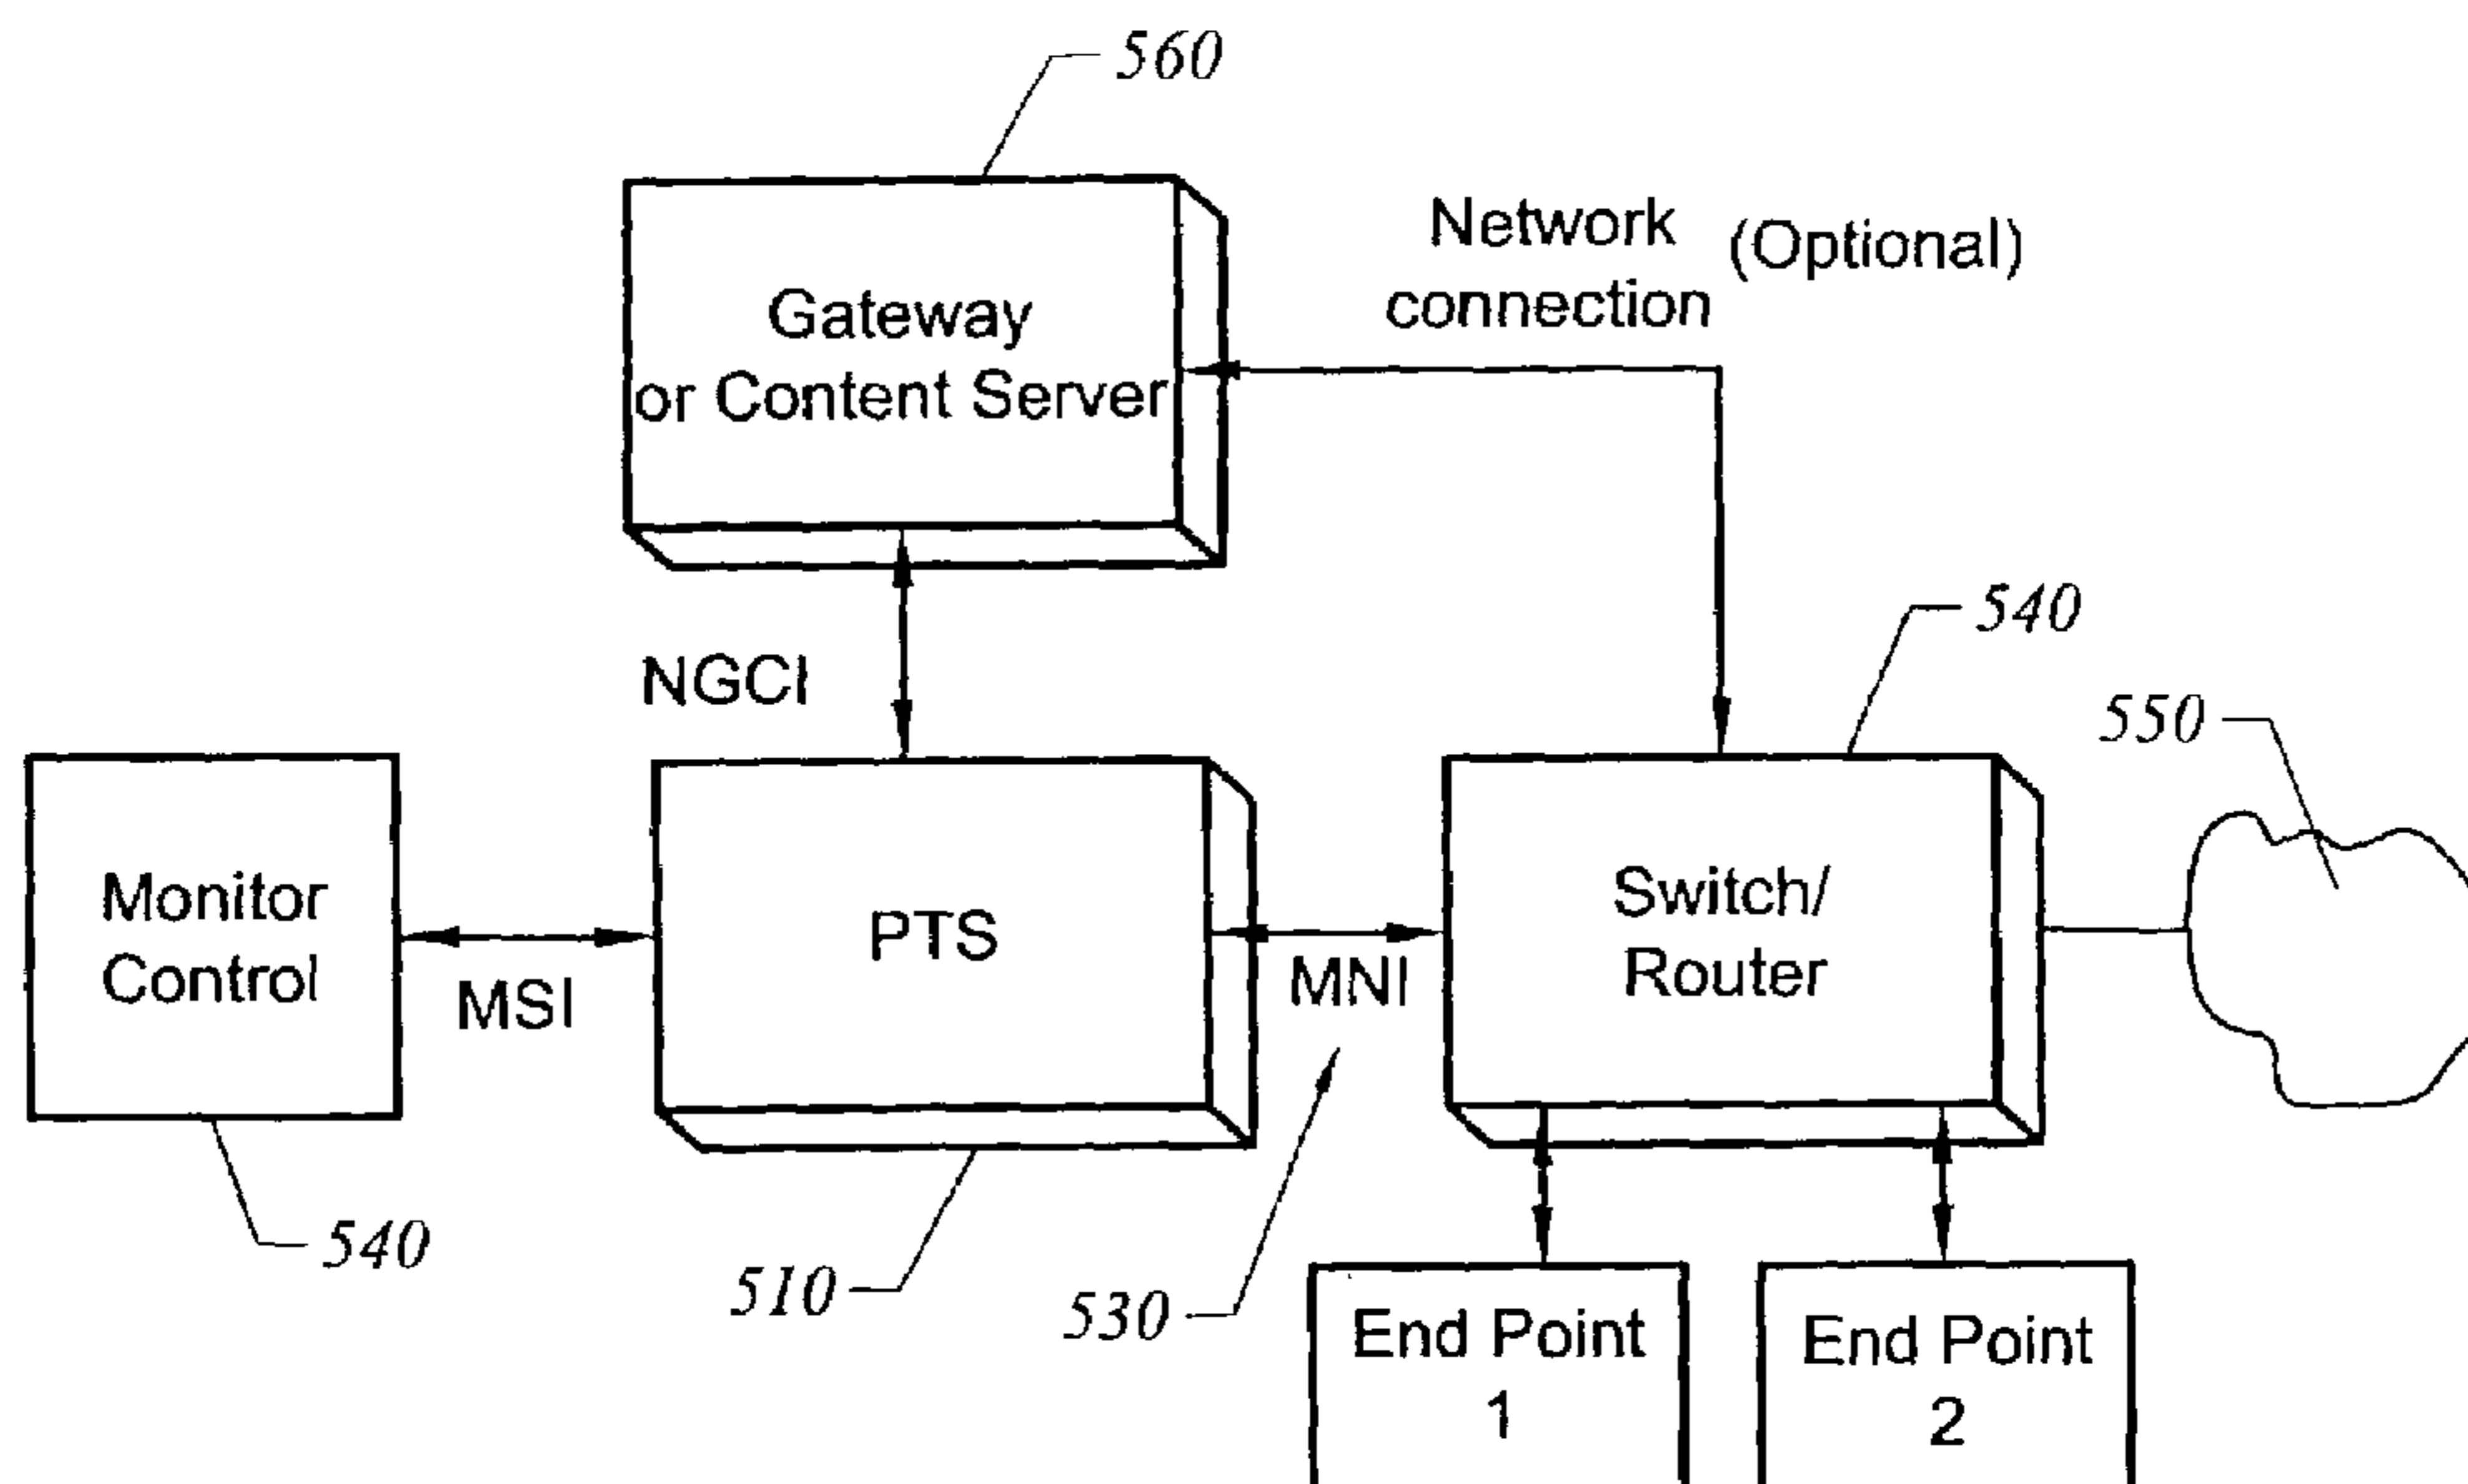 560
Gateway
or Content Server
Network
connection
(Optional)
NGCI
540
550
Monitor
Control
MSI
PTS
MNI
Switch/
Router
540
510
530
End Point
1
End Point
2